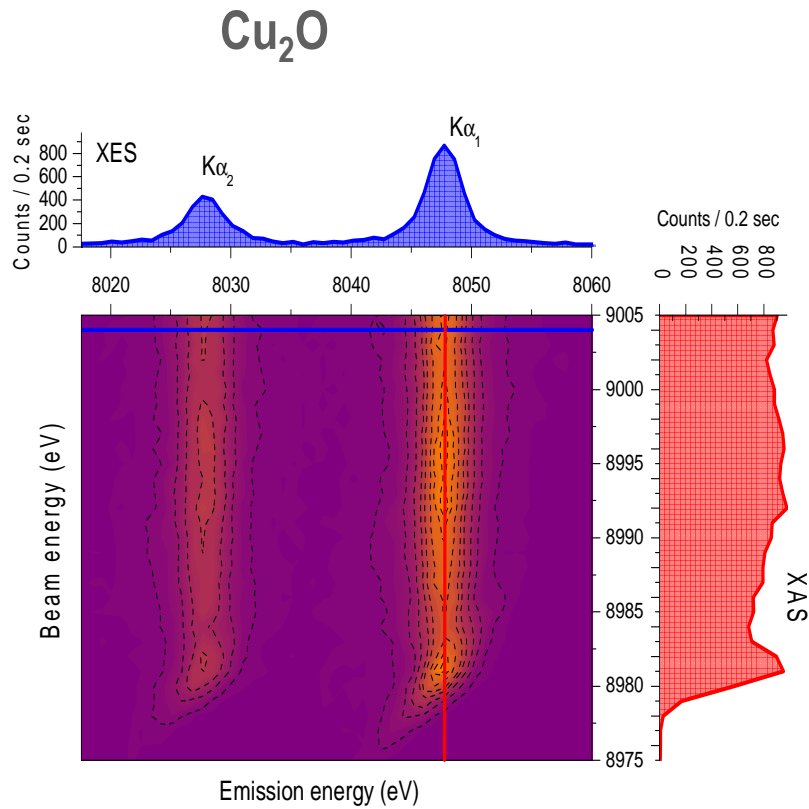 Cu₂O
Counts / 0.2 sec
800
600
400
200
0
XES
Kα₂
Kα₁
8020 8030 8040 8050 8060
Counts / 0.2 sec
0 200 400 600 800
Beam energy (eV)
9005
9000
8995
8990
8985
8980
8975
XAS
Emission energy (eV)